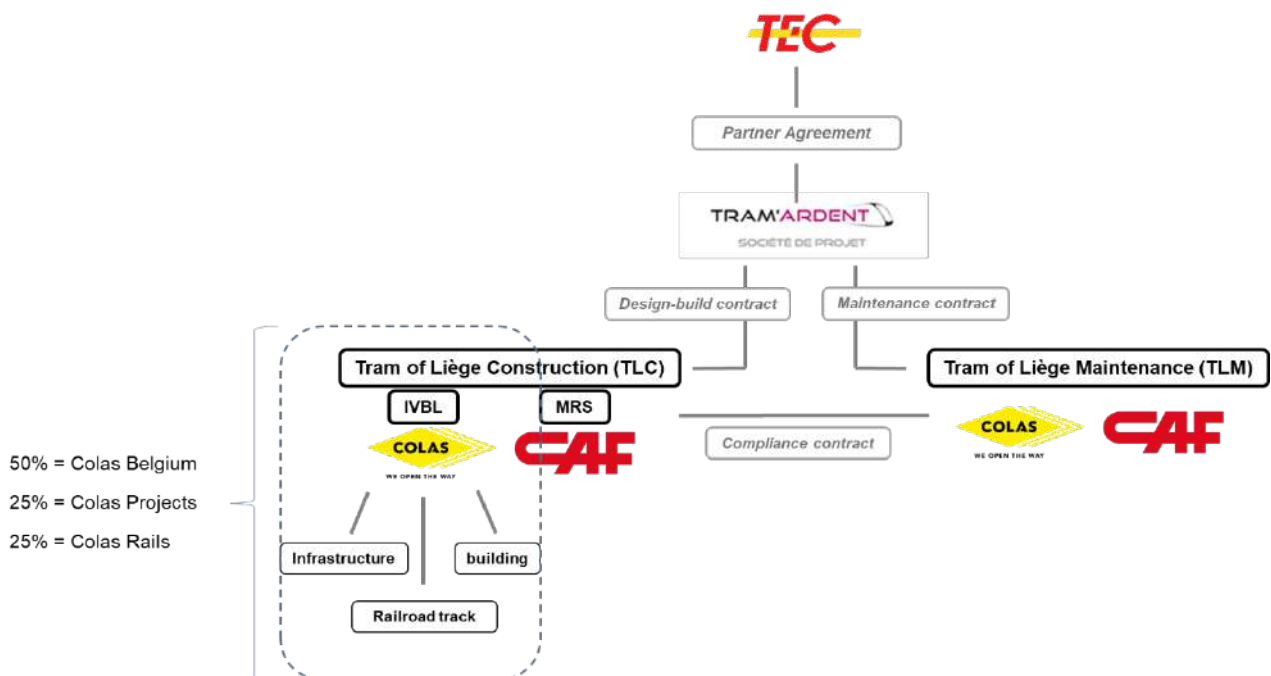 TEC
Partner Agreement
TRAM'ARDENT
SOCIÉTÉ DE PROJET
Design-build contract
Maintenance contract
Tram of Liège Construction (TLC)
Tram of Liège Maintenance (TLM)
IVBL
MRS
COLAS
WE OPEN THE WAY
CAF
Compliance contract
COLAS
WE OPEN THE WAY
CAF
50% = Colas Belgium
25% = Colas Projects
25% = Colas Rails
Infrastructure
building
Railroad track